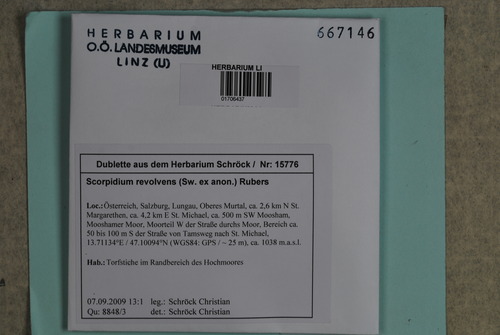 HERBARIUM
O.Ö. LANDESMUSEUM
LINZ (U)
667146
HERBARIUM LI
01706437
Dublette aus dem Herbarium Schröck / Nr: 15776
Scorpidium revolvens (Sw. ex anon.) Rubers
Loc.:Österreich, Salzburg, Lungau, Oberes Murtal, ca. 2,6 km N St.
Margarethen, ca. 4,2 km E St. Michael, ca. 500 m SW Moosham,
Mooshamer Moor, Moorteil W der Straße durchs Moor, Bereich ca.
50 bis 100 m S der Straße von Tamsweg nach St. Michael,
13.71134°E / 47.10094°N (WGS84: GPS / ~ 25 m), ca. 1038 m.a.s.l.
Hab.: Torfstiche im Randbereich des Hochmoores
07.09.2009 13:1 leg.: Schröck Christian
Qu: 8848/3 det.: Schröck Christian